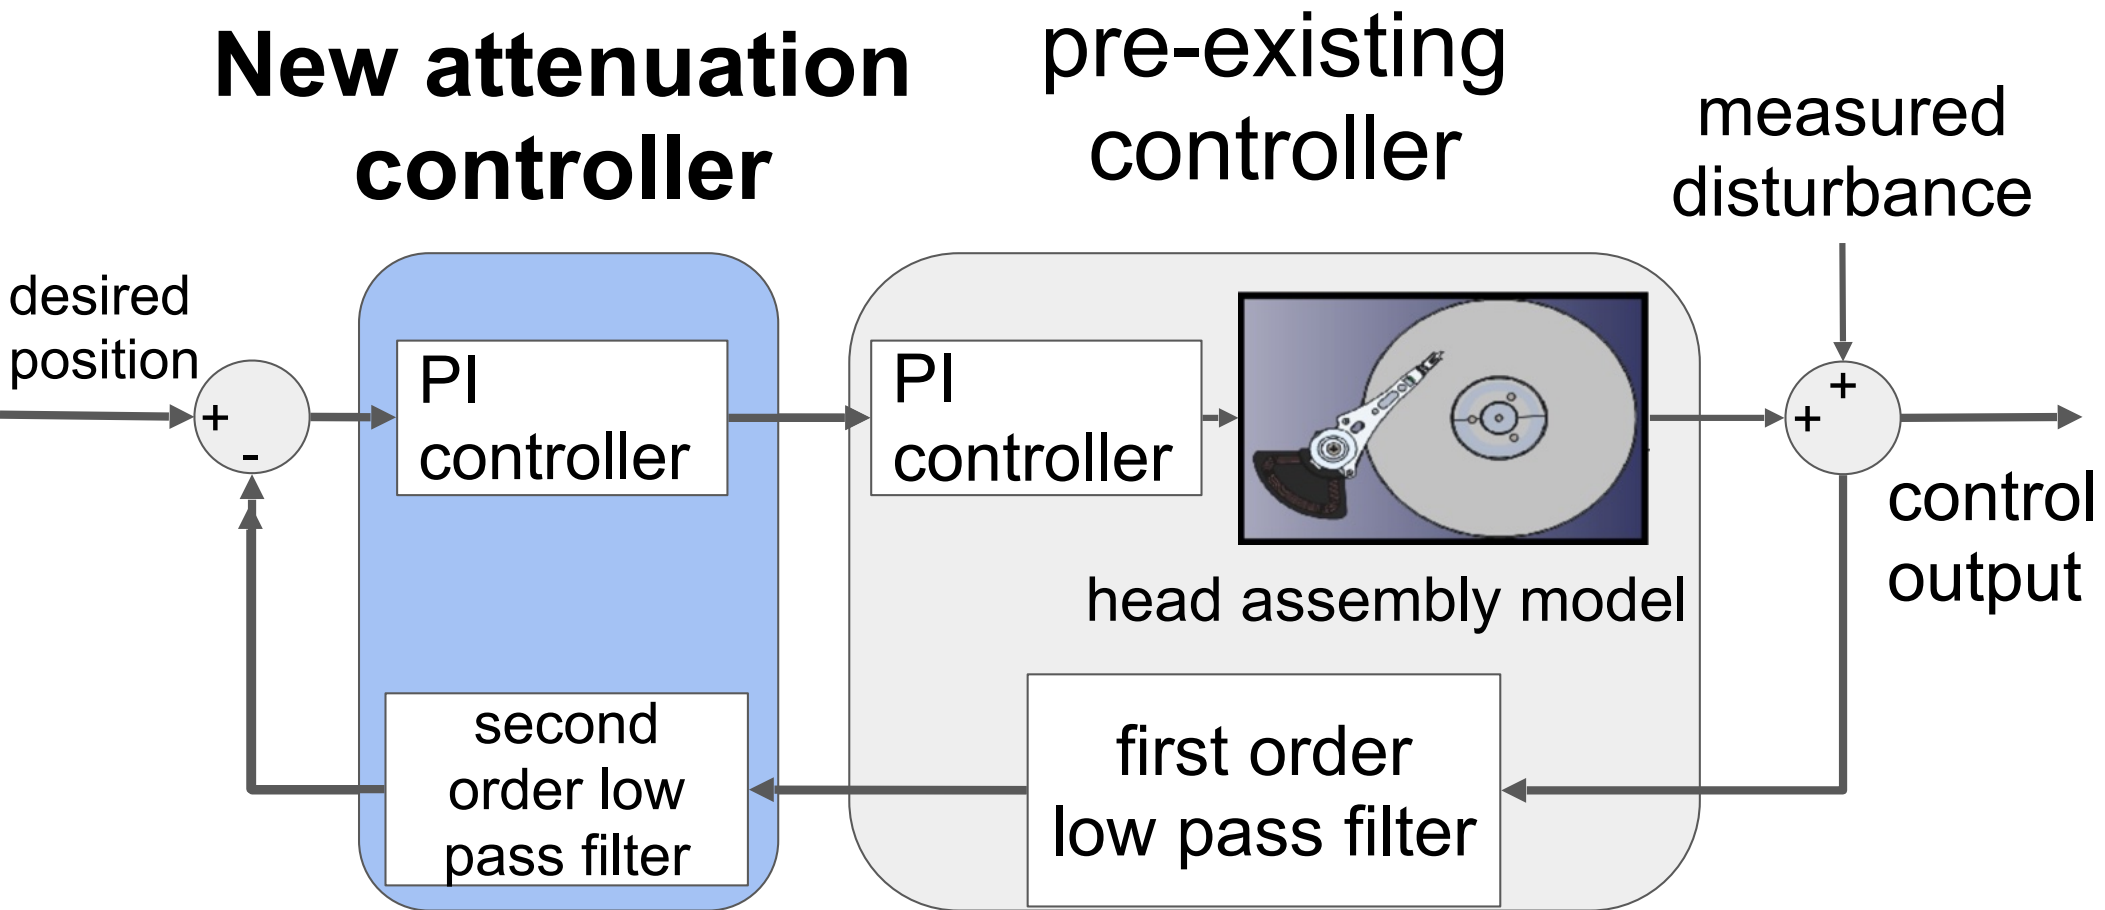 New attenuation
controller
pre-existing
controller
measured
disturbance
desired
position
+
-
PI
controller
PI
controller
+
+
control
output
head assembly model
second
order low
pass filter
first order
low pass filter